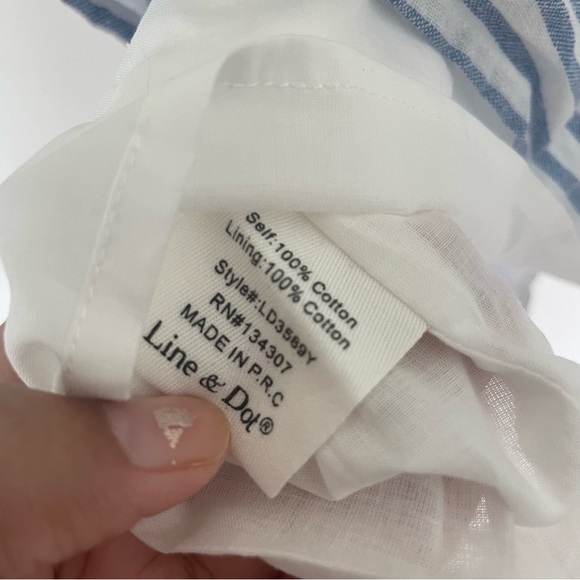 Self:100% Cotton
Lining:100% Cotton
Style#:LD3569Y
RN#134307
MADE IN P.R.C
Line & Dot®